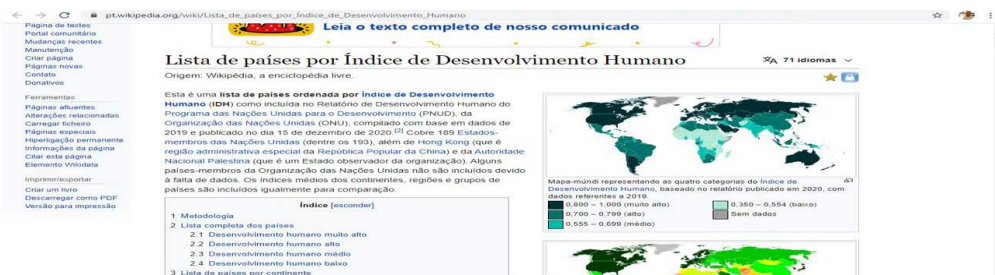 pt.wikipedia.org/wiki/Lista_de_países_por_Índice_de_Desenvolvimento_Humano
Página de testes
Portal comunitário
Mudanças recentes
Manutenção
Criar página
Páginas novas
Contato
Donativos
Ferramentas
Páginas afluentes
Alterações relacionadas
Carregar ficheiro
Páginas especiais
Hiperligação permanente
Informações da página
Citar esta página
Elemento Wikidata
Imprimir/exportar
Criar um livro
Descarregar como PDF
Versão para impressão
Leia o texto completo de nosso comunicado
Lista de países por Índice de Desenvolvimento Humano
71 idiomas
Origem: Wikipédia, a enciclopédia livre.
Esta é uma lista de países ordenada por Índice de Desenvolvimento
Humano (IDH) como incluída no Relatório de Desenvolvimento Humano do
Programa das Nações Unidas para o Desenvolvimento (PNUD), da
Organização das Nações Unidas (ONU), compilado com base em dados de
2019 e publicado no dia 15 de dezembro de 2020.[2] Cobre 189 Estados-
membros das Nações Unidas (dentre os 193), além de Hong Kong (que é
região administrativa especial da República Popular da China) e da Autoridade
Nacional Palestina (que é um Estado observador da organização). Alguns
países-membros da Organização das Nações Unidas não são incluídos devido
à falta de dados. Os índices médios dos continentes, regiões e grupos de
países são incluídos igualmente para comparação.
Índice [esconder]
1 Metodologia
2 Lista completa dos países
2.1 Desenvolvimento humano muito alto
2.2 Desenvolvimento humano alto
2.3 Desenvolvimento humano médio
2.4 Desenvolvimento humano baixo
3 Lista de países por continente
Mapa-múndi representando as quatro categorias do Índice de
Desenvolvimento Humano, baseado no relatório publicado em 2020, com
dados referentes a 2019.
0,800 – 1,000 (muito alto)
0,700 – 0,799 (alto)
0,555 – 0,699 (médio)
0,350 – 0,554 (baixo)
Sem dados